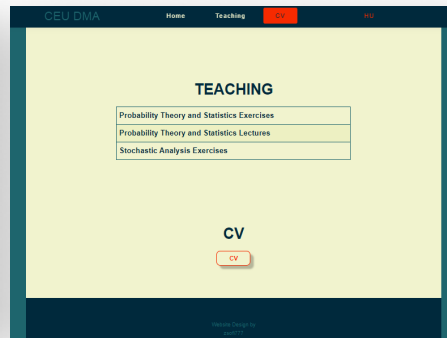 CEU DMA
Home
Teaching
CV
HU
TEACHING
Probability Theory and Statistics Exercises
Probability Theory and Statistics Lectures
Stochastic Analysis Exercises
CV
CV
Website Design by